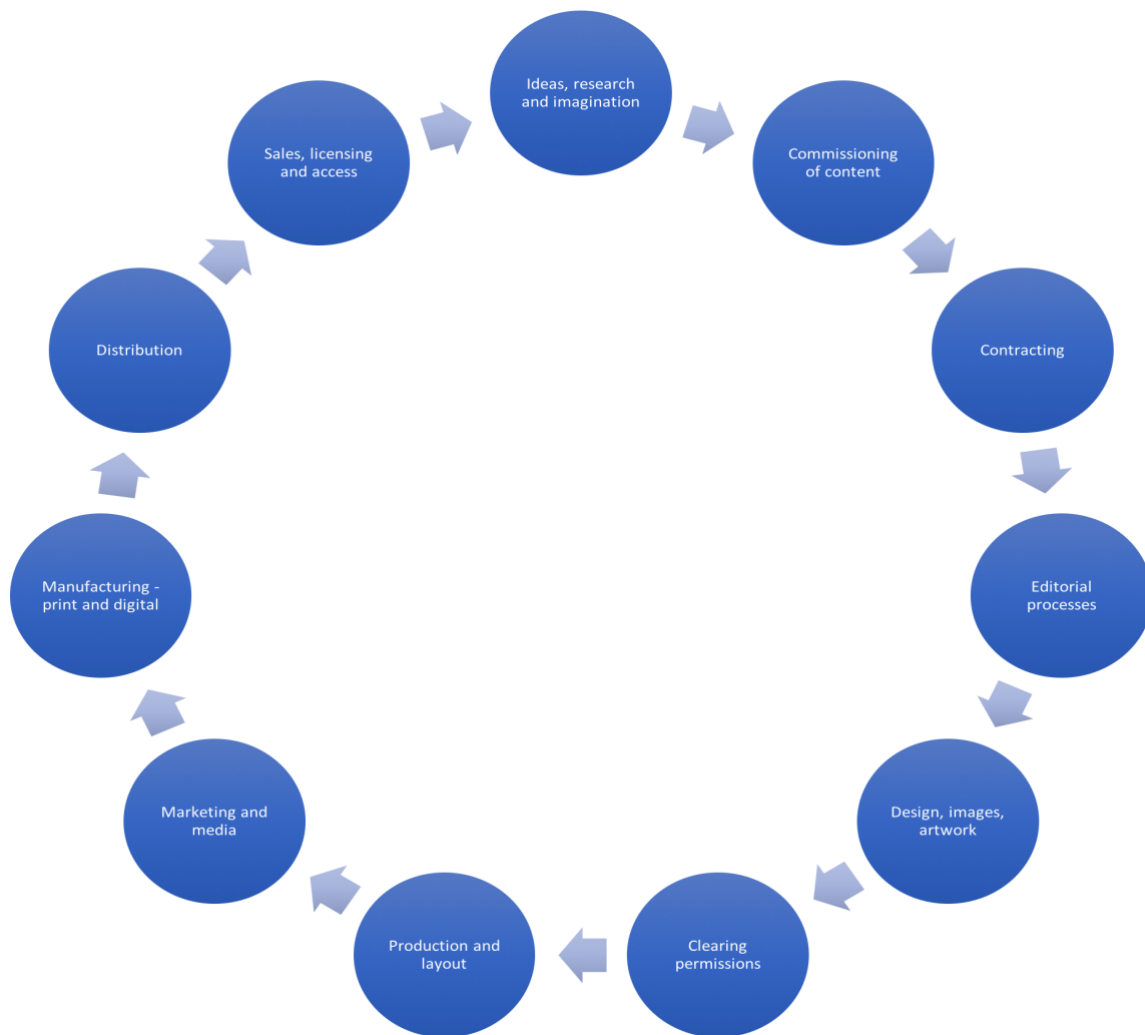 Ideas, research
and imagination
Commissioning
of content
Contracting
Editorial
processes
Design, images,
artwork
Clearing
permissions
Production and
layout
Marketing and
media
Manufacturing -
print and digital
Distribution
Sales, licensing
and access